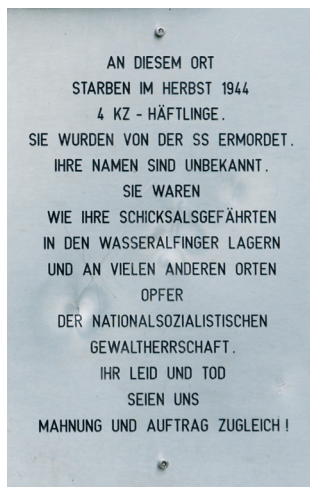 AN DIESEM ORT
STARBEN IM HERBST 1944
4 KZ - HÄFTLINGE.
SIE WURDEN VON DER SS ERMORDET.
IHRE NAMEN SIND UNBEKANNT.
SIE WAREN
WIE IHRE SCHICKSALSGEFÄHRTEN
IN DEN WASSERALFINGER LAGERN
UND AN VIELEN ANDEREN ORTEN
OPFER
DER NATIONALSOZIALISTISCHEN
GEWALTHERRSCHAFT.
IHR LEID UND TOD
SEIEN UNS
MAHNUNG UND AUFTRAG ZUGLEICH!